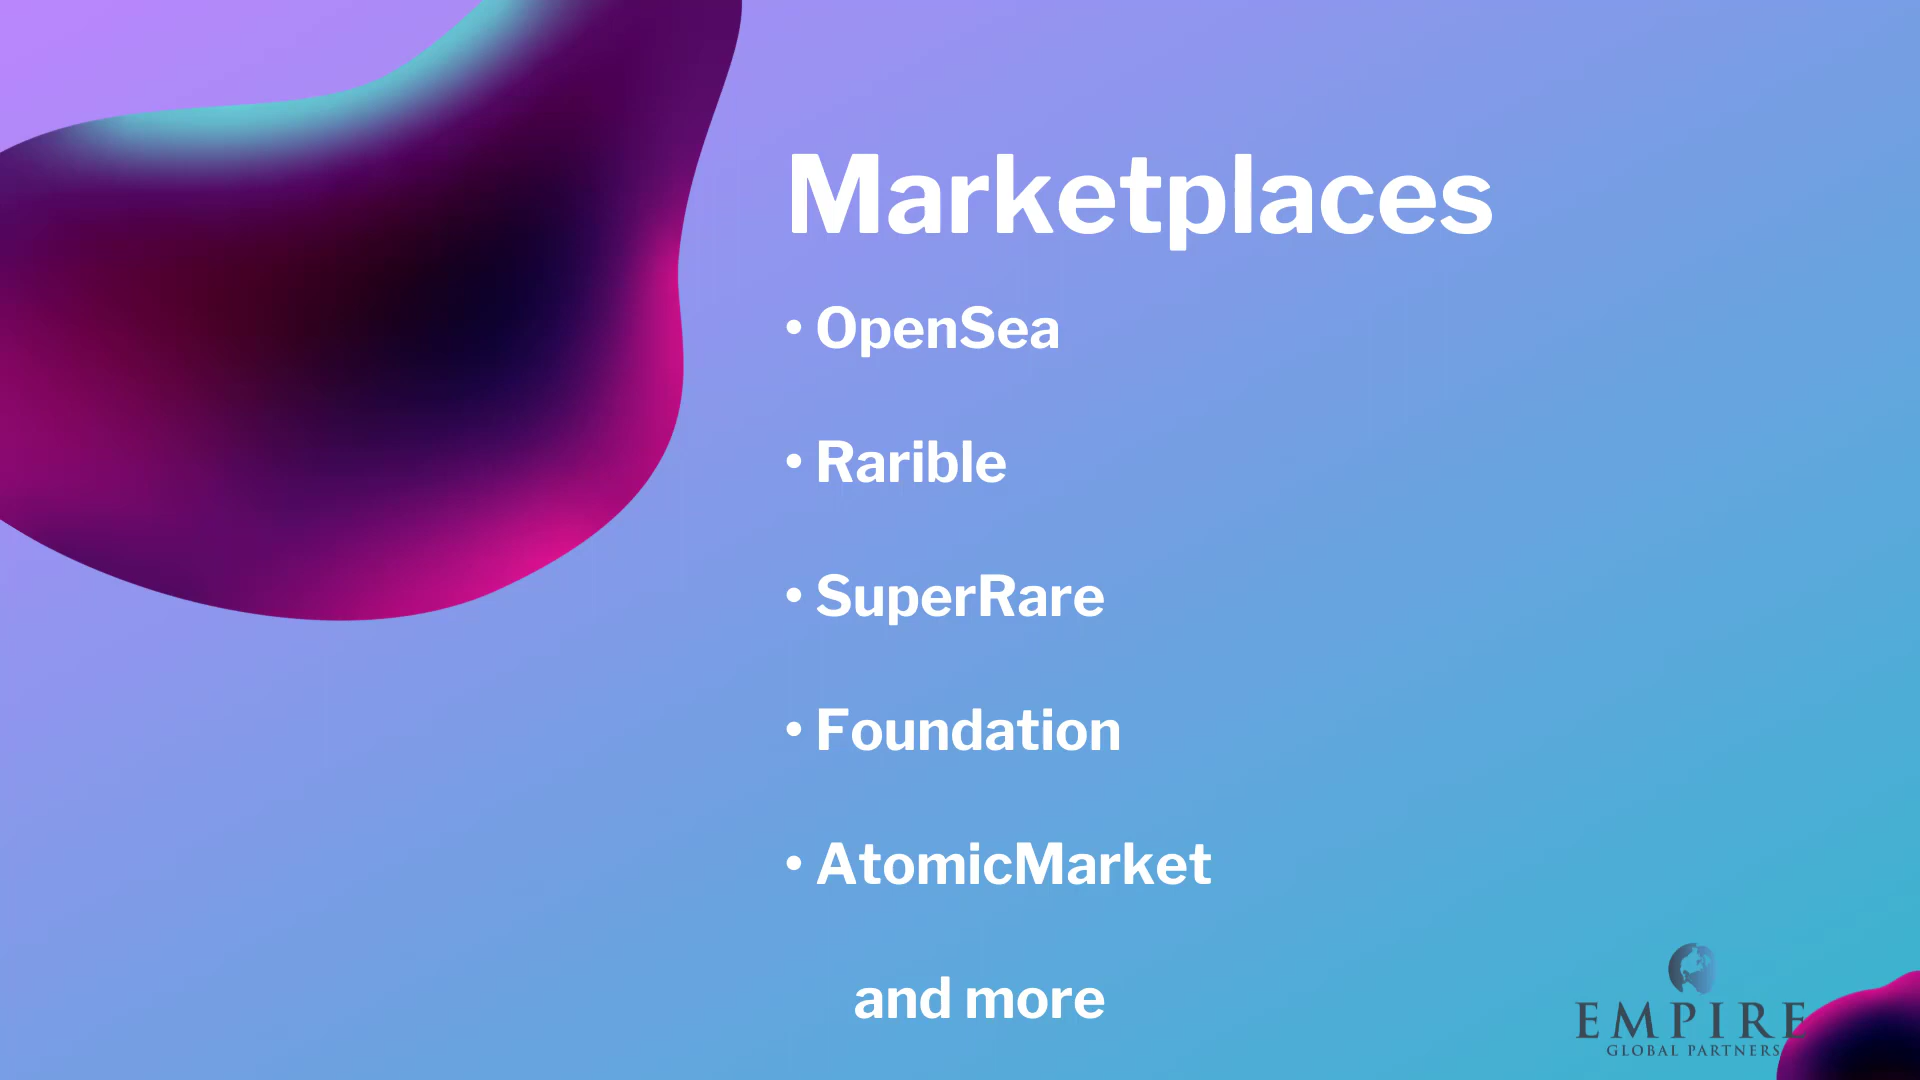 Marketplaces
• OpenSea
• Rarible
• SuperRare
• Foundation
• AtomicMarket
and more
EMPIRE
GLOBAL PARTNERS